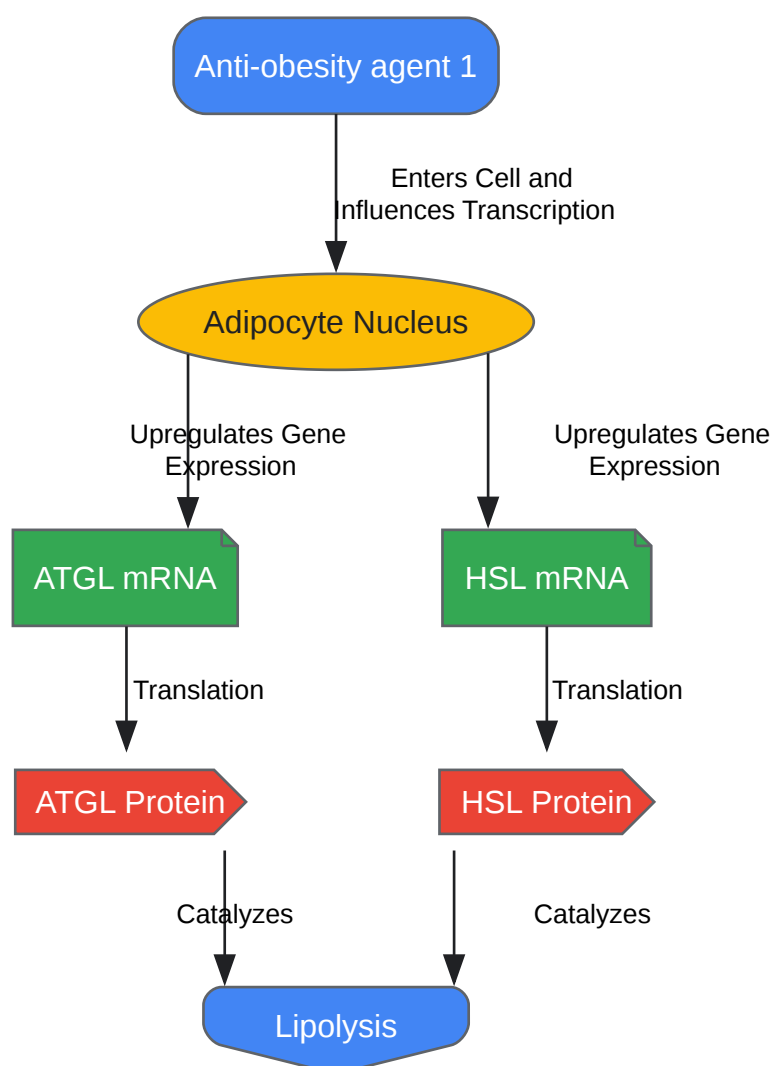 Anti-obesity agent 1
Enters Cell and
Influences Transcription
Adipocyte Nucleus
Upregulates Gene
Expression
Upregulates Gene
Expression
ATGL mRNA
HSL mRNA
Translation
Translation
ATGL Protein
HSL Protein
Catalyzes
Catalyzes
Lipolysis